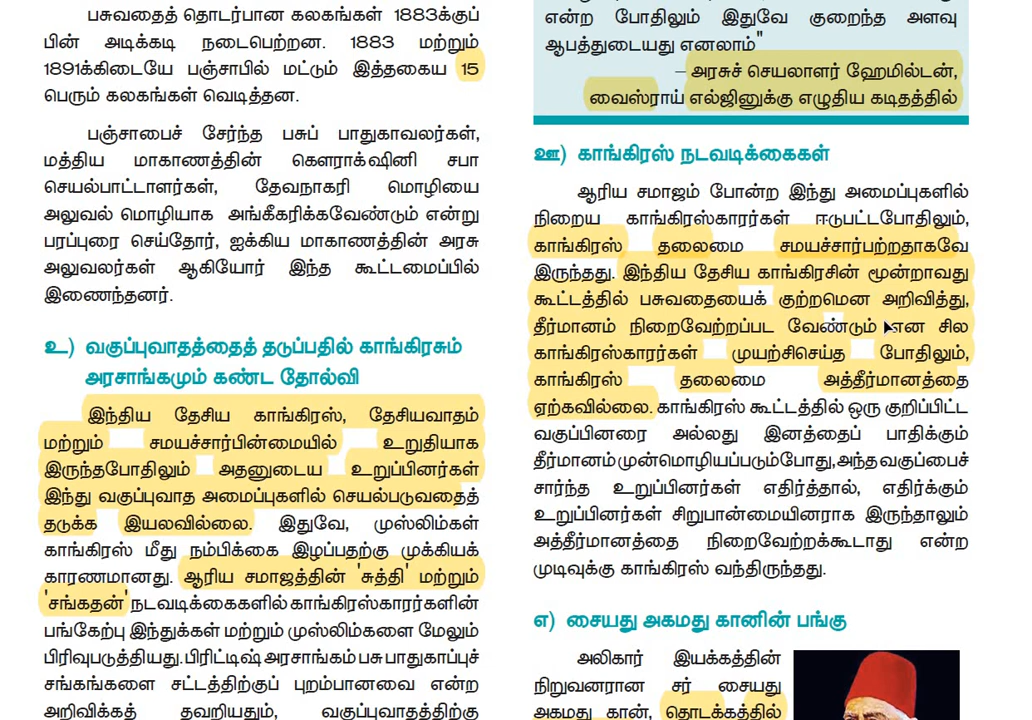 பசுவதைத் தொடர்பான கலகங்கள் 1883க்குப்
பின் அடிக்கடி நடைபெற்றன. 1883 மற்றும்
1891க்கிடையே பஞ்சாபில் மட்டும் இத்தகைய 15
பெரும் கலகங்கள் வெடித்தன.
பஞ்சாபைச் சேர்ந்த பசுப் பாதுகாவலர்கள்,
மத்திய மாகாணத்தின் கௌராக்‌ஷினி சபா
செயல்பாட்டாளர்கள், தேவநாகரி மொழியை
அலுவல் மொழியாக அங்கீகரிக்கவேண்டும் என்று
பரப்புரை செய்தோர், ஐக்கிய மாகாணத்தின் அரசு
அலுவலர்கள் ஆகியோர் இந்த கூட்டமைப்பில்
இணைந்தனர்.
உ) வகுப்புவாதத்தைத் தடுப்பதில் காங்கிரசும்
அரசாங்கமும் கண்ட தோல்வி
இந்திய தேசிய காங்கிரஸ், தேசியவாதம்
மற்றும் சமயச்சார்பின்மையில் உறுதியாக
இருந்தபோதிலும் அதனுடைய உறுப்பினர்கள்
இந்து வகுப்புவாத அமைப்புகளில் செயல்படுவதைத்
தடுக்க இயலவில்லை. இதுவே, முஸ்லிம்கள்
காங்கிரஸ் மீது நம்பிக்கை இழப்பதற்கு முக்கியக்
காரணமானது. ஆரிய சமாஜத்தின் 'சுத்தி' மற்றும்
'சங்கதன்' நடவடிக்கைகளில் காங்கிரஸ்காரர்களின்
பங்கேற்பு இந்துக்கள் மற்றும் முஸ்லிம்களை மேலும்
பிரிவுபடுத்தியது. பிரிட்டிஷ் அரசாங்கம் பசு பாதுகாப்புச்
சங்கங்களை சட்டத்திற்குப் புறம்பானவை என்ற
அறிவிக்கத் தவறியதும், வகுப்புவாதத்திற்கு
என்ற போதிலும் இதுவே குறைந்த அளவு
ஆபத்துடையது எனலாம்"
–அரசுச் செயலாளர் ஹேமில்டன்,
வைஸ்ராய் எல்ஜினுக்கு எழுதிய கடிதத்தில்
ஊ) காங்கிரஸ் நடவடிக்கைகள்
ஆரிய சமாஜம் போன்ற இந்து அமைப்புகளில்
நிறைய காங்கிரஸ்காரர்கள் ஈடுபட்டபோதிலும்,
காங்கிரஸ் தலைமை சமயச்சார்பற்றதாகவே
இருந்தது. இந்திய தேசிய காங்கிரசின் மூன்றாவது
கூட்டத்தில் பசுவதையைக் குற்றமென அறிவித்து,
தீர்மானம் நிறைவேற்றப்பட வேண்டும் என சில
காங்கிரஸ்காரர்கள் முயற்சிசெய்த போதிலும்,
காங்கிரஸ் தலைமை அத்தீர்மானத்தை
ஏற்கவில்லை. காங்கிரஸ் கூட்டத்தில் ஒரு குறிப்பிட்ட
வகுப்பினரை அல்லது இனத்தைப் பாதிக்கும்
தீர்மானம் முன்மொழியப்படும்போது, அந்த வகுப்பைச்
சார்ந்த உறுப்பினர்கள் எதிர்த்தால், எதிர்க்கும்
உறுப்பினர்கள் சிறுபான்மையினராக இருந்தாலும்
அத்தீர்மானத்தை நிறைவேற்றக்கூடாது என்ற
முடிவுக்கு காங்கிரஸ் வந்திருந்தது.
எ) சையது அகமது கானின் பங்கு
அலிகார் இயக்கத்தின்
நிறுவனரான சர் சையது
அகமது கான், தொடக்கத்தில்